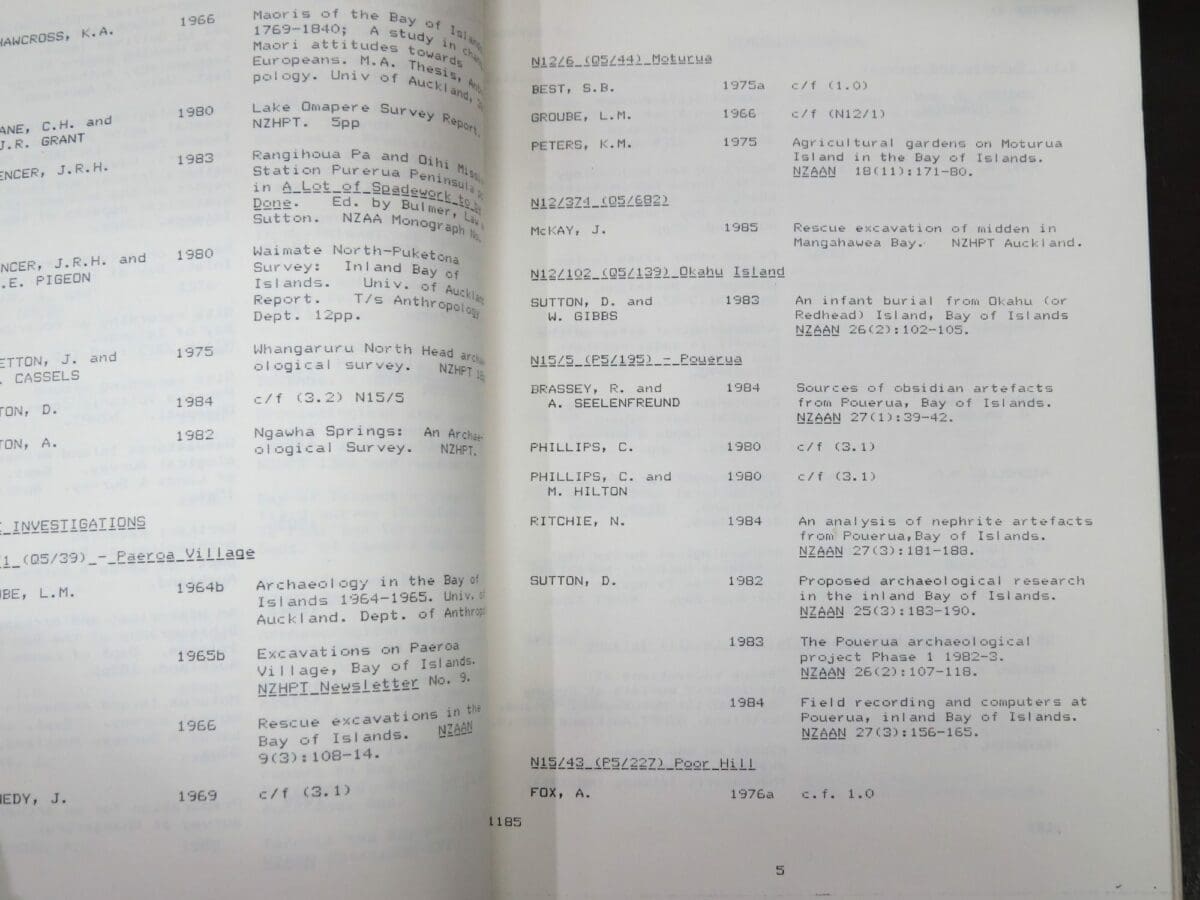 HAWCROSS, K.A. 1966 Maoris of the Bay of Islands
1769-1840; A study in
Maori attitudes towards
Europeans. M.A. Thesis,
pology. Univ of Auckland,
ANE, C.H. and 1980 Lake Omapere Survey Report.
J.R. GRANT NZHPT. 5pp
ENCER, J.R.H. 1983 Rangihoua Pa and Oihi Miss
Station Purerua Peninsula
in A Lot of Spadework to be
Done. Ed. by Bulmer, Law
Sutton. NZAA Monograph No.
NCER, J.R.H. and 1980 Waimate North-Puketona
.E. PIGEON Survey: Inland Bay of
Islands. Univ. of Auckland
Report. T/s Anthropology
Dept. 12pp.
ETTON, J. and 1975 Whangaruru North Head archa
. CASSELS ological survey. NZHPT
TON, D. 1984 c/f (3.2) N15/5
TON, A. 1982 Ngawha Springs: An Archae-
ological Survey. NZHPT.
INVESTIGATIONS
1 (Q5/39) - Paeroa Village
BE, L.M. 1964b Archaeology in the Bay of
Islands 1964-1965. Univ. of
Auckland. Dept. of Anthropo
1965b Excavations on Paeroa
Village, Bay of Islands.
NZHPT Newsletter No. 9.
1966 Rescue excavations in the
Bay of Islands. NZAAN
9(3):108-14.
NEDY, J. 1969 c/f (3.1)
1185
N12/6 (Q5/44) Moturua
BEST, S.B. 1975a c/f (1.0)
GROUBE, L.M. 1966 c/f (N12/1)
PETERS, K.M. 1975 Agricultural gardens on Moturua
Island in the Bay of Islands.
NZAAN 18(11):171-80.
N12/374 (Q5/682)
McKAY, J. 1985 Rescue excavation of midden in
Mangahawea Bay. NZHPT Auckland.
N12/102 (Q5/139) Okahu Island
SUTTON, D. and 1983 An infant burial from Okahu (or
W. GIBBS Redhead) Island, Bay of Islands
NZAAN 26(2):102-105.
N15/5 (P5/195) - Pouerua
BRASSEY, R. and 1984 Sources of obsidian artefacts
A. SEELENFREUND from Pouerua, Bay of Islands.
NZAAN 27(1):39-42.
PHILLIPS, C. 1980 c/f (3.1)
PHILLIPS, C. and 1980 c/f (3.1)
M. HILTON
RITCHIE, N. 1984 An analysis of nephrite artefacts
from Pouerua,Bay of Islands.
NZAAN 27(3):181-188.
SUTTON, D. 1982 Proposed archaeological research
in the inland Bay of Islands.
NZAAN 25(3):183-190.
1983 The Pouerua archaeological
project Phase 1 1982-3.
NZAAN 26(2):107-118.
1984 Field recording and computers at
Pouerua, inland Bay of Islands.
NZAAN 27(3):156-165.
N15/43 (P5/227) Poor Hill
FOX, A. 1976a c.f. 1.0
5